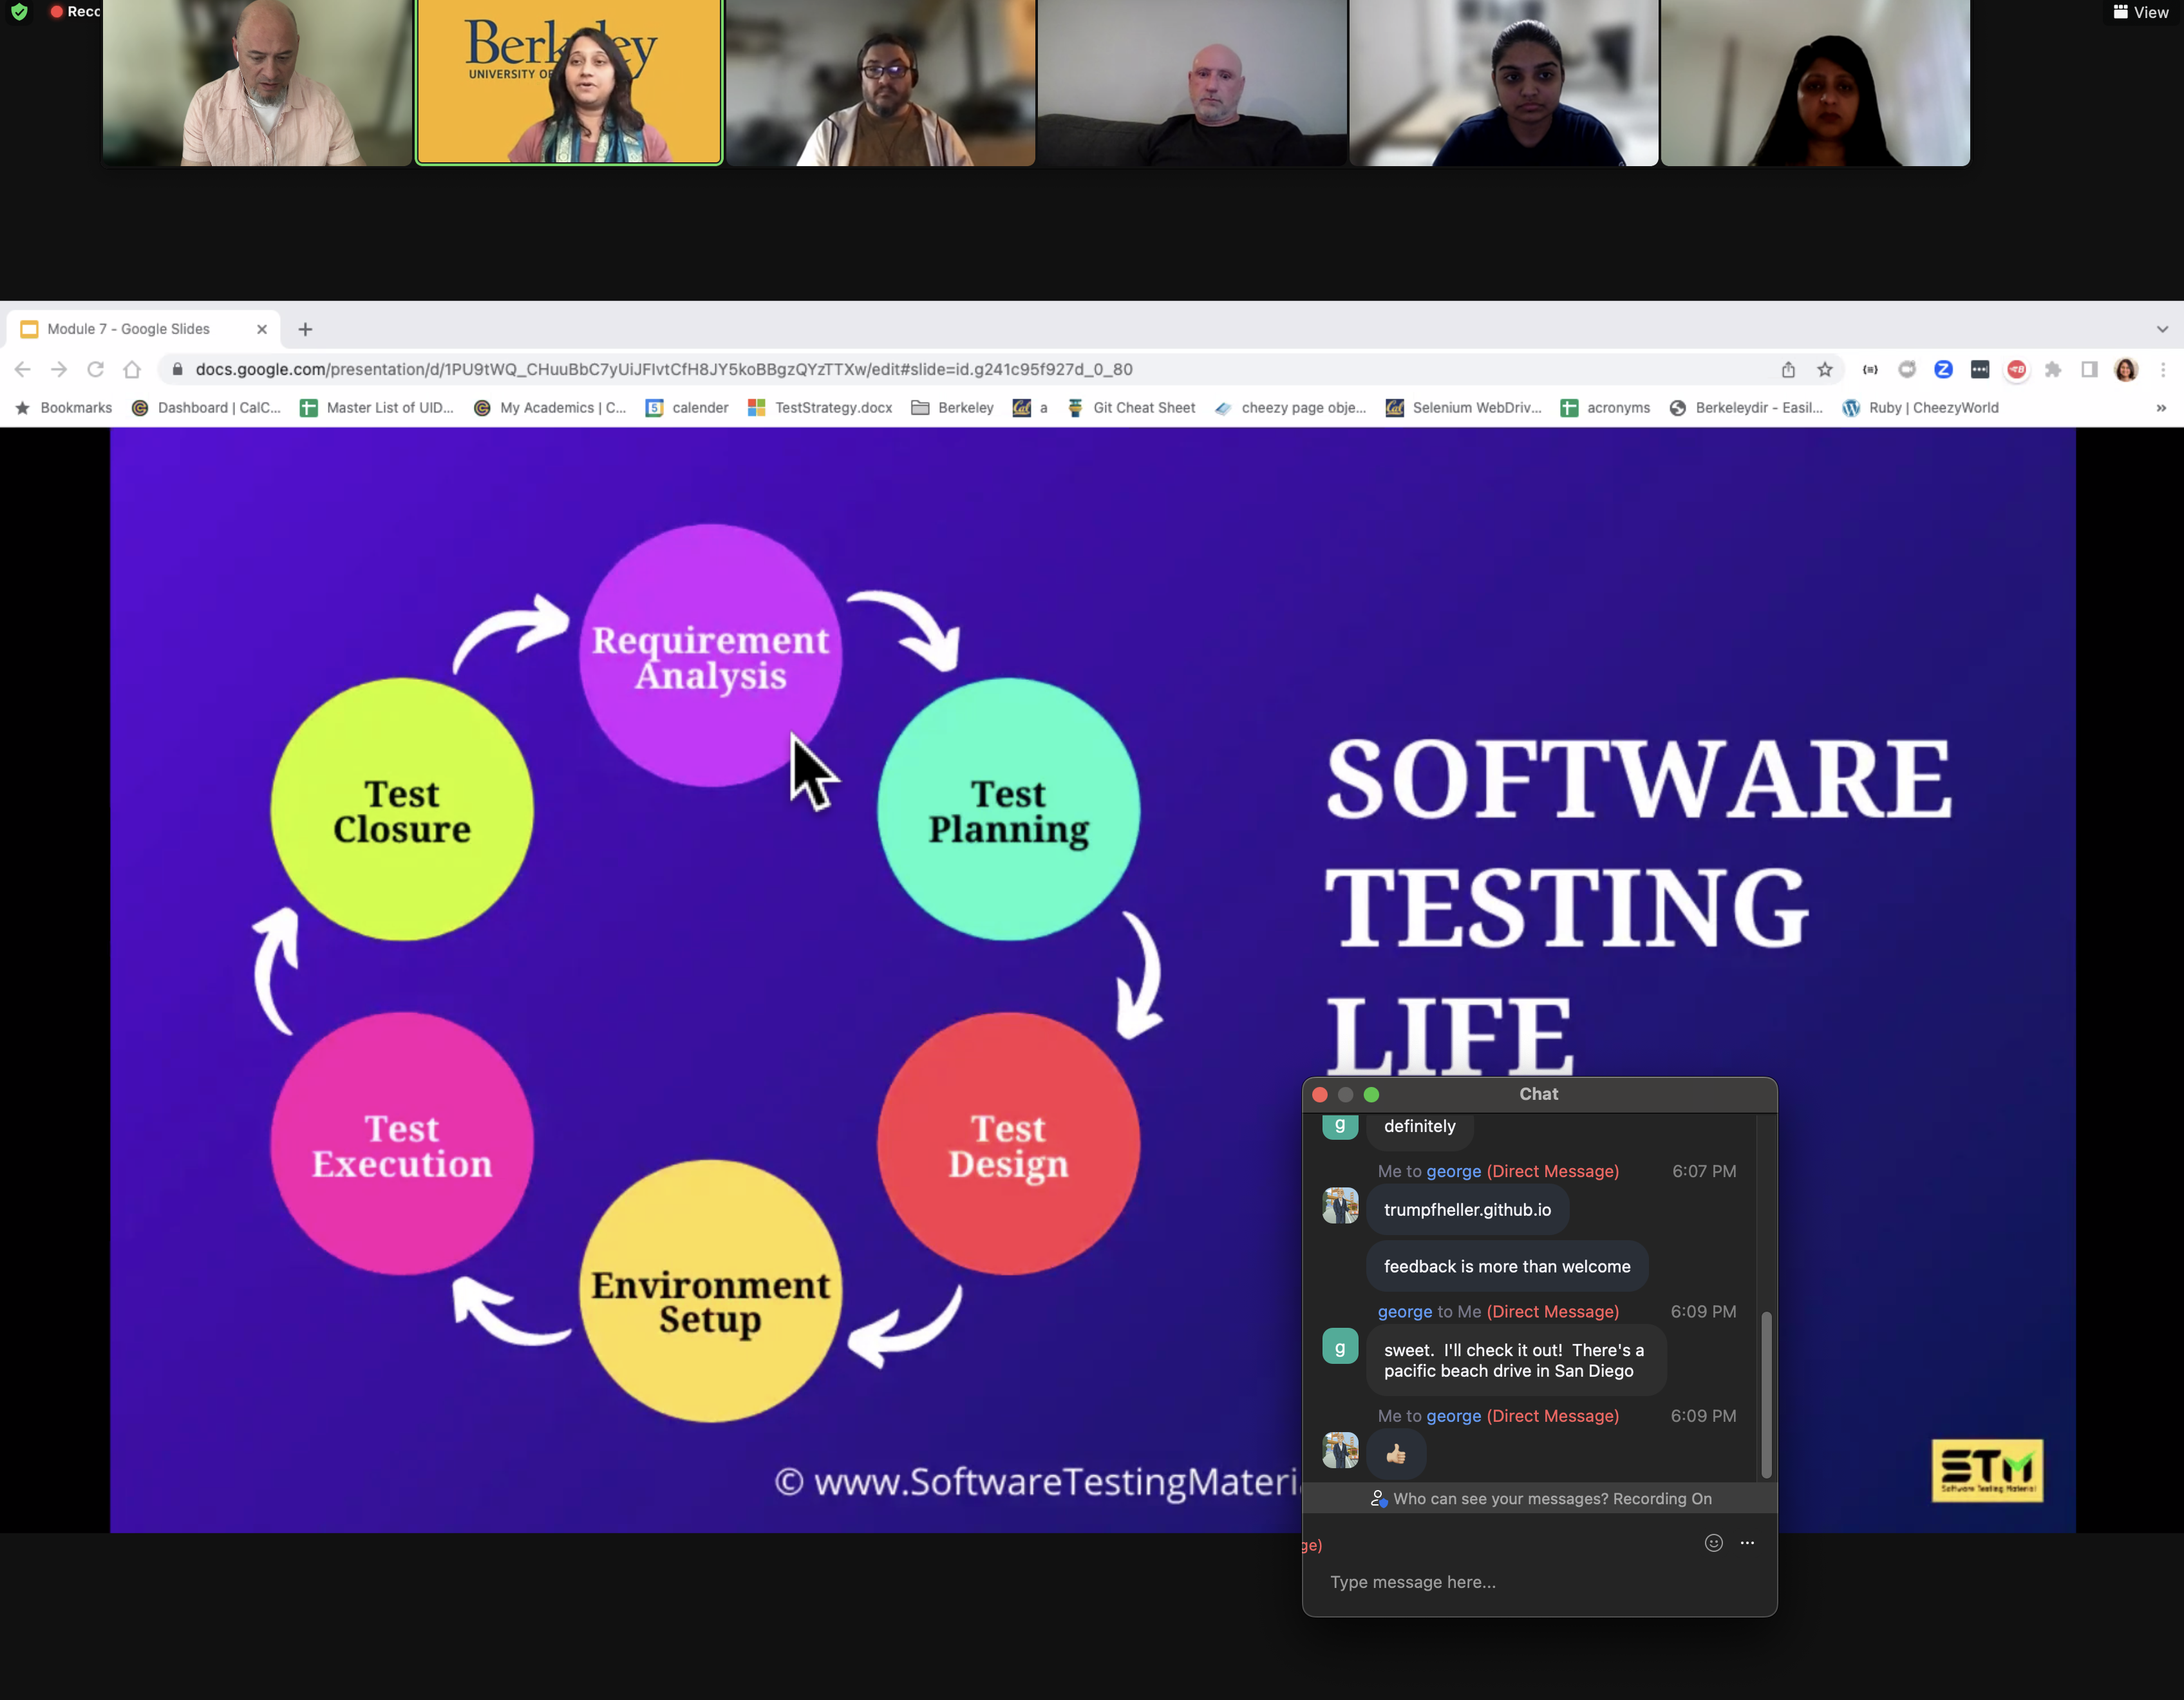 Recc
View
Berk ey
UNIVERSITY OF
Module 7 - Google Slides
docs.google.com/presentation/d/1PU9tWQ_CHuuBbC7yUiJFIvtCfH8JY5koBBgzQYzTTXw/edit#slide=id.g241c95f927d_0_80
Bookmarks
Dashboard | CalC...
Master List of UID...
My Academics | C...
5
calender
TestStrategy.docx
Berkeley
Cal
a
Git Cheat Sheet
cheezy page obje...
Cal
Selenium WebDriv...
acronyms
Berkeleydir - Easil...
Ruby | CheezyWorld
Requirement
Analysis
Test
Planning
Test
Design
Environment
Setup
Test
Execution
Test
Closure
SOFTWARE
TESTING
LIFE
© www.SoftwareTestingMateri
STM
Software Testing Material
Chat
g
definitely
Me to george (Direct Message) 6:07 PM
trumpfheller.github.io
feedback is more than welcome
george to Me (Direct Message) 6:09 PM
g
sweet.  I'll check it out!  There's a
pacific beach drive in San Diego
Me to george (Direct Message) 6:09 PM
👍🏼
Who can see your messages? Recording On
ge)
Type message here...